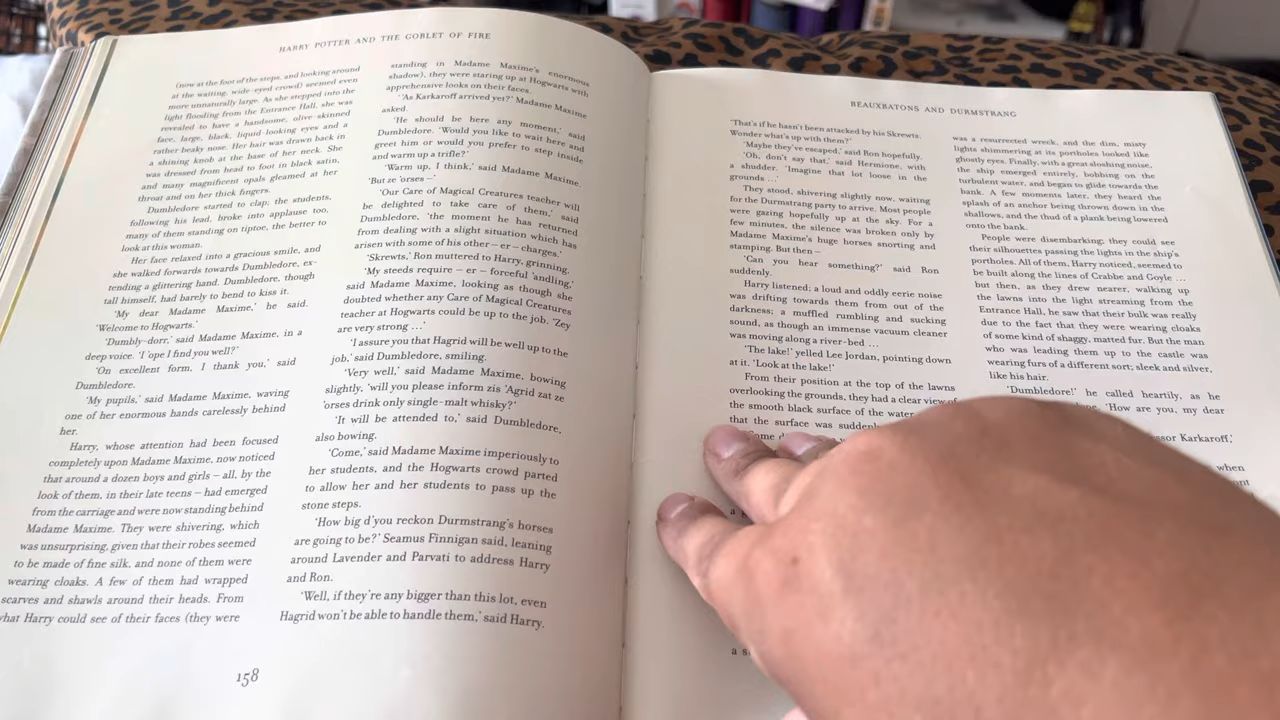 HARRY POTTER AND THE GOBLET OF FIRE
(now at the foot of the steps, and looking around
at the waiting, wide-eyed crowd) seemed even
more unnaturally large. As she stepped into the
light flooding from the Entrance Hall, she was
revealed to have a handsome, olive-skinned
face, large, black, liquid-looking eyes and a
rather beaky nose. Her hair was drawn back in
a shining knob at the base of her neck. She
was dressed from head to foot in black satin,
and many magnificent opals gleamed at her
throat and on her thick fingers.
Dumbledore started to clap; the students,
following his lead, broke into applause too,
many of them standing on tiptoe, the better to
look at this woman.
Her face relaxed into a gracious smile, and
she walked forwards towards Dumbledore, ex-
tending a glittering hand. Dumbledore, though
tall himself, had barely to bend to kiss it.
‘My dear Madame Maxime,’ he said.
‘Welcome to Hogwarts.’
‘Dumbly-dorr,’ said Madame Maxime, in a
deep voice. ‘I ’ope I find you well?’
‘On excellent form, I thank you,’ said
Dumbledore.
‘My pupils,’ said Madame Maxime, waving
one of her enormous hands carelessly behind
her.
Harry, whose attention had been focused
completely upon Madame Maxime, now noticed
that around a dozen boys and girls – all, by the
look of them, in their late teens – had emerged
from the carriage and were now standing behind
Madame Maxime. They were shivering, which
was unsurprising, given that their robes seemed
to be made of fine silk, and none of them were
wearing cloaks. A few of them had wrapped
scarves and shawls around their heads. From
what Harry could see of their faces (they were
standing in Madame Maxime’s enormous
shadow), they were staring up at Hogwarts with
apprehensive looks on their faces.
‘’As Karkaroff arrived yet?’ Madame Maxime
asked.
‘He should be here any moment,’ said
Dumbledore. ‘Would you like to wait here and
greet him or would you prefer to step inside
and warm up a trifle?’
‘Warm up, I think,’ said Madame Maxime.
‘But ze ’orses –’
‘Our Care of Magical Creatures teacher will
be delighted to take care of them,’ said
Dumbledore, ‘the moment he has returned
from dealing with a slight situation which has
arisen with some of his other – er – charges.’
‘Skrewts,’ Ron muttered to Harry, grinning.
‘My steeds require – er – forceful ’andling,’
said Madame Maxime, looking as though she
doubted whether any Care of Magical Creatures
teacher at Hogwarts could be up to the job. ‘Zey
are very strong ...’
‘I assure you that Hagrid will be well up to the
job,’ said Dumbledore, smiling.
‘Very well,’ said Madame Maxime, bowing
slightly, ‘will you please inform zis ’Agrid zat ze
’orses drink only single-malt whisky?’
‘It will be attended to,’ said Dumbledore,
also bowing.
‘Come,’ said Madame Maxime imperiously to
her students, and the Hogwarts crowd parted
to allow her and her students to pass up the
stone steps.
‘How big d’you reckon Durmstrang’s horses
are going to be?’ Seamus Finnigan said, leaning
around Lavender and Parvati to address Harry
and Ron.
‘Well, if they’re any bigger than this lot, even
Hagrid won’t be able to handle them,’ said Harry.
158
BEAUXBATONS AND DURMSTRANG
‘That’s if he hasn’t been attacked by his Skrewts.
Wonder what’s up with them?’
‘Maybe they’ve escaped,’ said Ron hopefully.
‘Oh, don’t say that,’ said Hermione, with
a shudder. ‘Imagine that lot loose in the
grounds ...’
They stood, shivering slightly now, waiting
for the Durmstrang party to arrive. Most people
were gazing hopefully up at the sky. For a
few minutes, the silence was broken only by
Madame Maxime’s huge horses snorting and
stamping. But then –
‘Can you hear something?’ said Ron
suddenly.
Harry listened; a loud and oddly eerie noise
was drifting towards them from out of the
darkness; a muffled rumbling and sucking
sound, as though an immense vacuum cleaner
was moving along a river-bed ...
‘The lake!’ yelled Lee Jordan, pointing down
at it. ‘Look at the lake!’
From their position at the top of the lawns
overlooking the grounds, they had a clear view of
the smooth black surface of the water
that the surface was
a
a
was a resurrected wreck, and the dim, misty
lights shimmering at its portholes looked like
ghostly eyes. Finally, with a great sloshing noise,
the ship emerged entirely, bobbing on the
turbulent water, and began to glide towards the
bank. A few moments later, they heard the
splash of an anchor being thrown down in the
shallows, and the thud of a plank being lowered
onto the bank.
People were disembarking; they could see
their silhouettes passing the lights in the ship’s
portholes. All of them, Harry noticed, seemed to
be built along the lines of Crabbe and Goyle ...
but then, as they drew nearer, walking up
the lawns into the light streaming from the
Entrance Hall, he saw that their bulk was really
due to the fact that they were wearing cloaks
of some kind of shaggy, matted fur. But the man
who was leading them up to the castle was
wearing furs of a different sort; sleek and silver,
like his hair.
‘Dumbledore!’ he called heartily, as he
‘How are you, my dear
Karkaroff,’
when